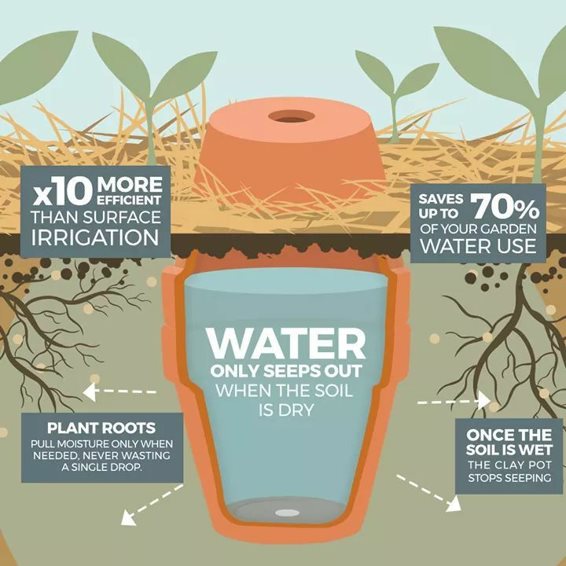 x10 MORE
EFFICIENT
THAN SURFACE
IRRIGATION
SAVES
UP TO 70%
OF YOUR GARDEN
WATER USE
WATER
ONLY SEEPS OUT
WHEN THE SOIL
IS DRY
PLANT ROOTS
PULL MOISTURE ONLY WHEN
NEEDED, NEVER WASTING
A SINGLE DROP.
ONCE THE
SOIL IS WET
THE CLAY POT
STOPS SEEPING